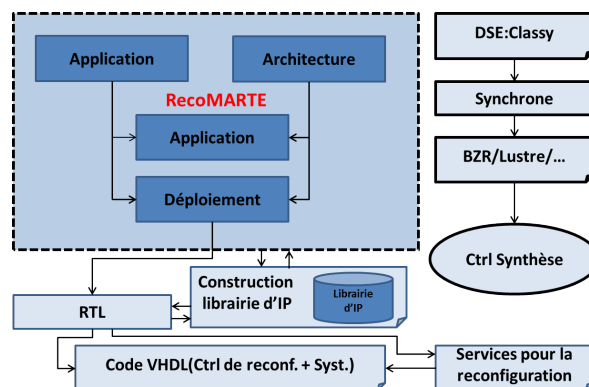 Application
Architecture
RecoMARTE
Application
Déploiement
DSE:Classy
Synchrone
BZR/Lustre/...
Ctrl Synthèse
Construction
librairie d'IP
Librairie
d'IP
RTL
Code VHDL(Ctrl de reconf. + Syst.)
Services pour la
reconfiguration